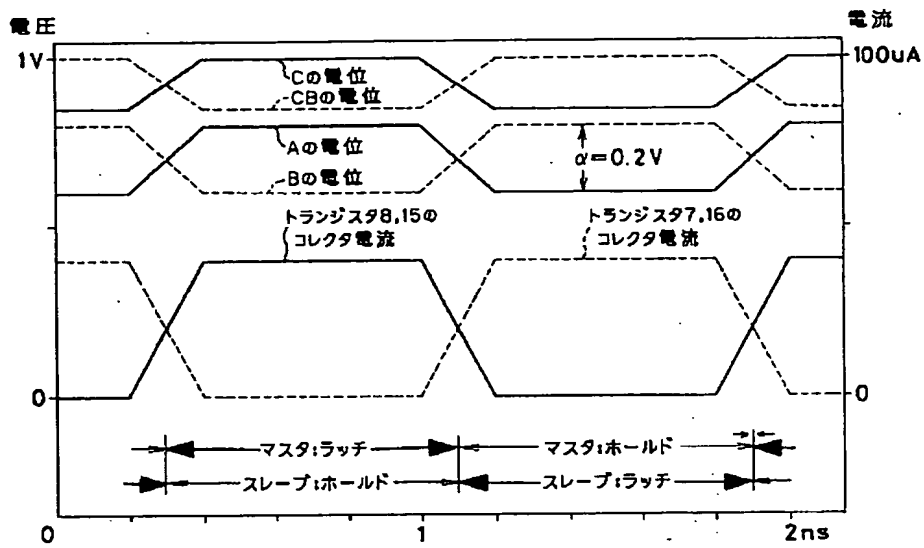 電圧
電流
1V
100uA
Cの電位
CBの電位
Aの電位
α=0.2V
Bの電位
トランジスタ8,15の
コレクタ電流
トランジスタ7,16の
コレクタ電流
0
0
マスタ:ラッチ
マスタ:ホールド
スレーブ:ホールド
スレーブ:ラッチ
0
1
2ns